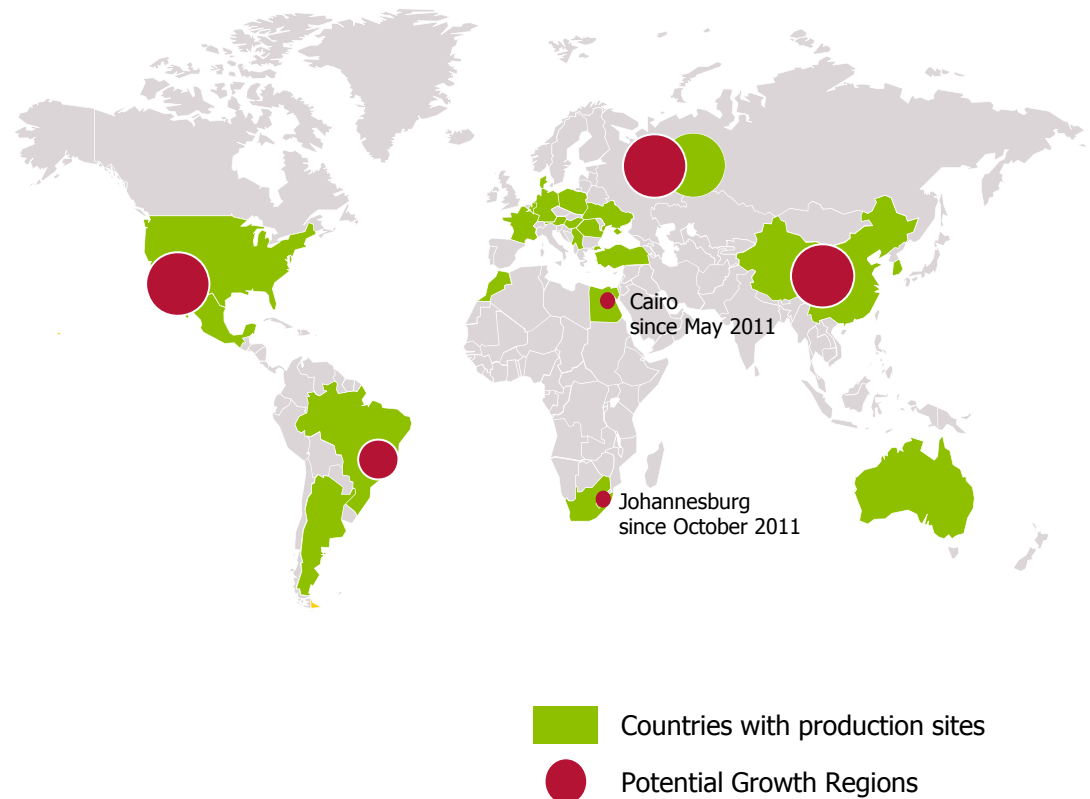 Cairo
since May 2011
Johannesburg
since October 2011
Countries with production sites
Potential Growth Regions